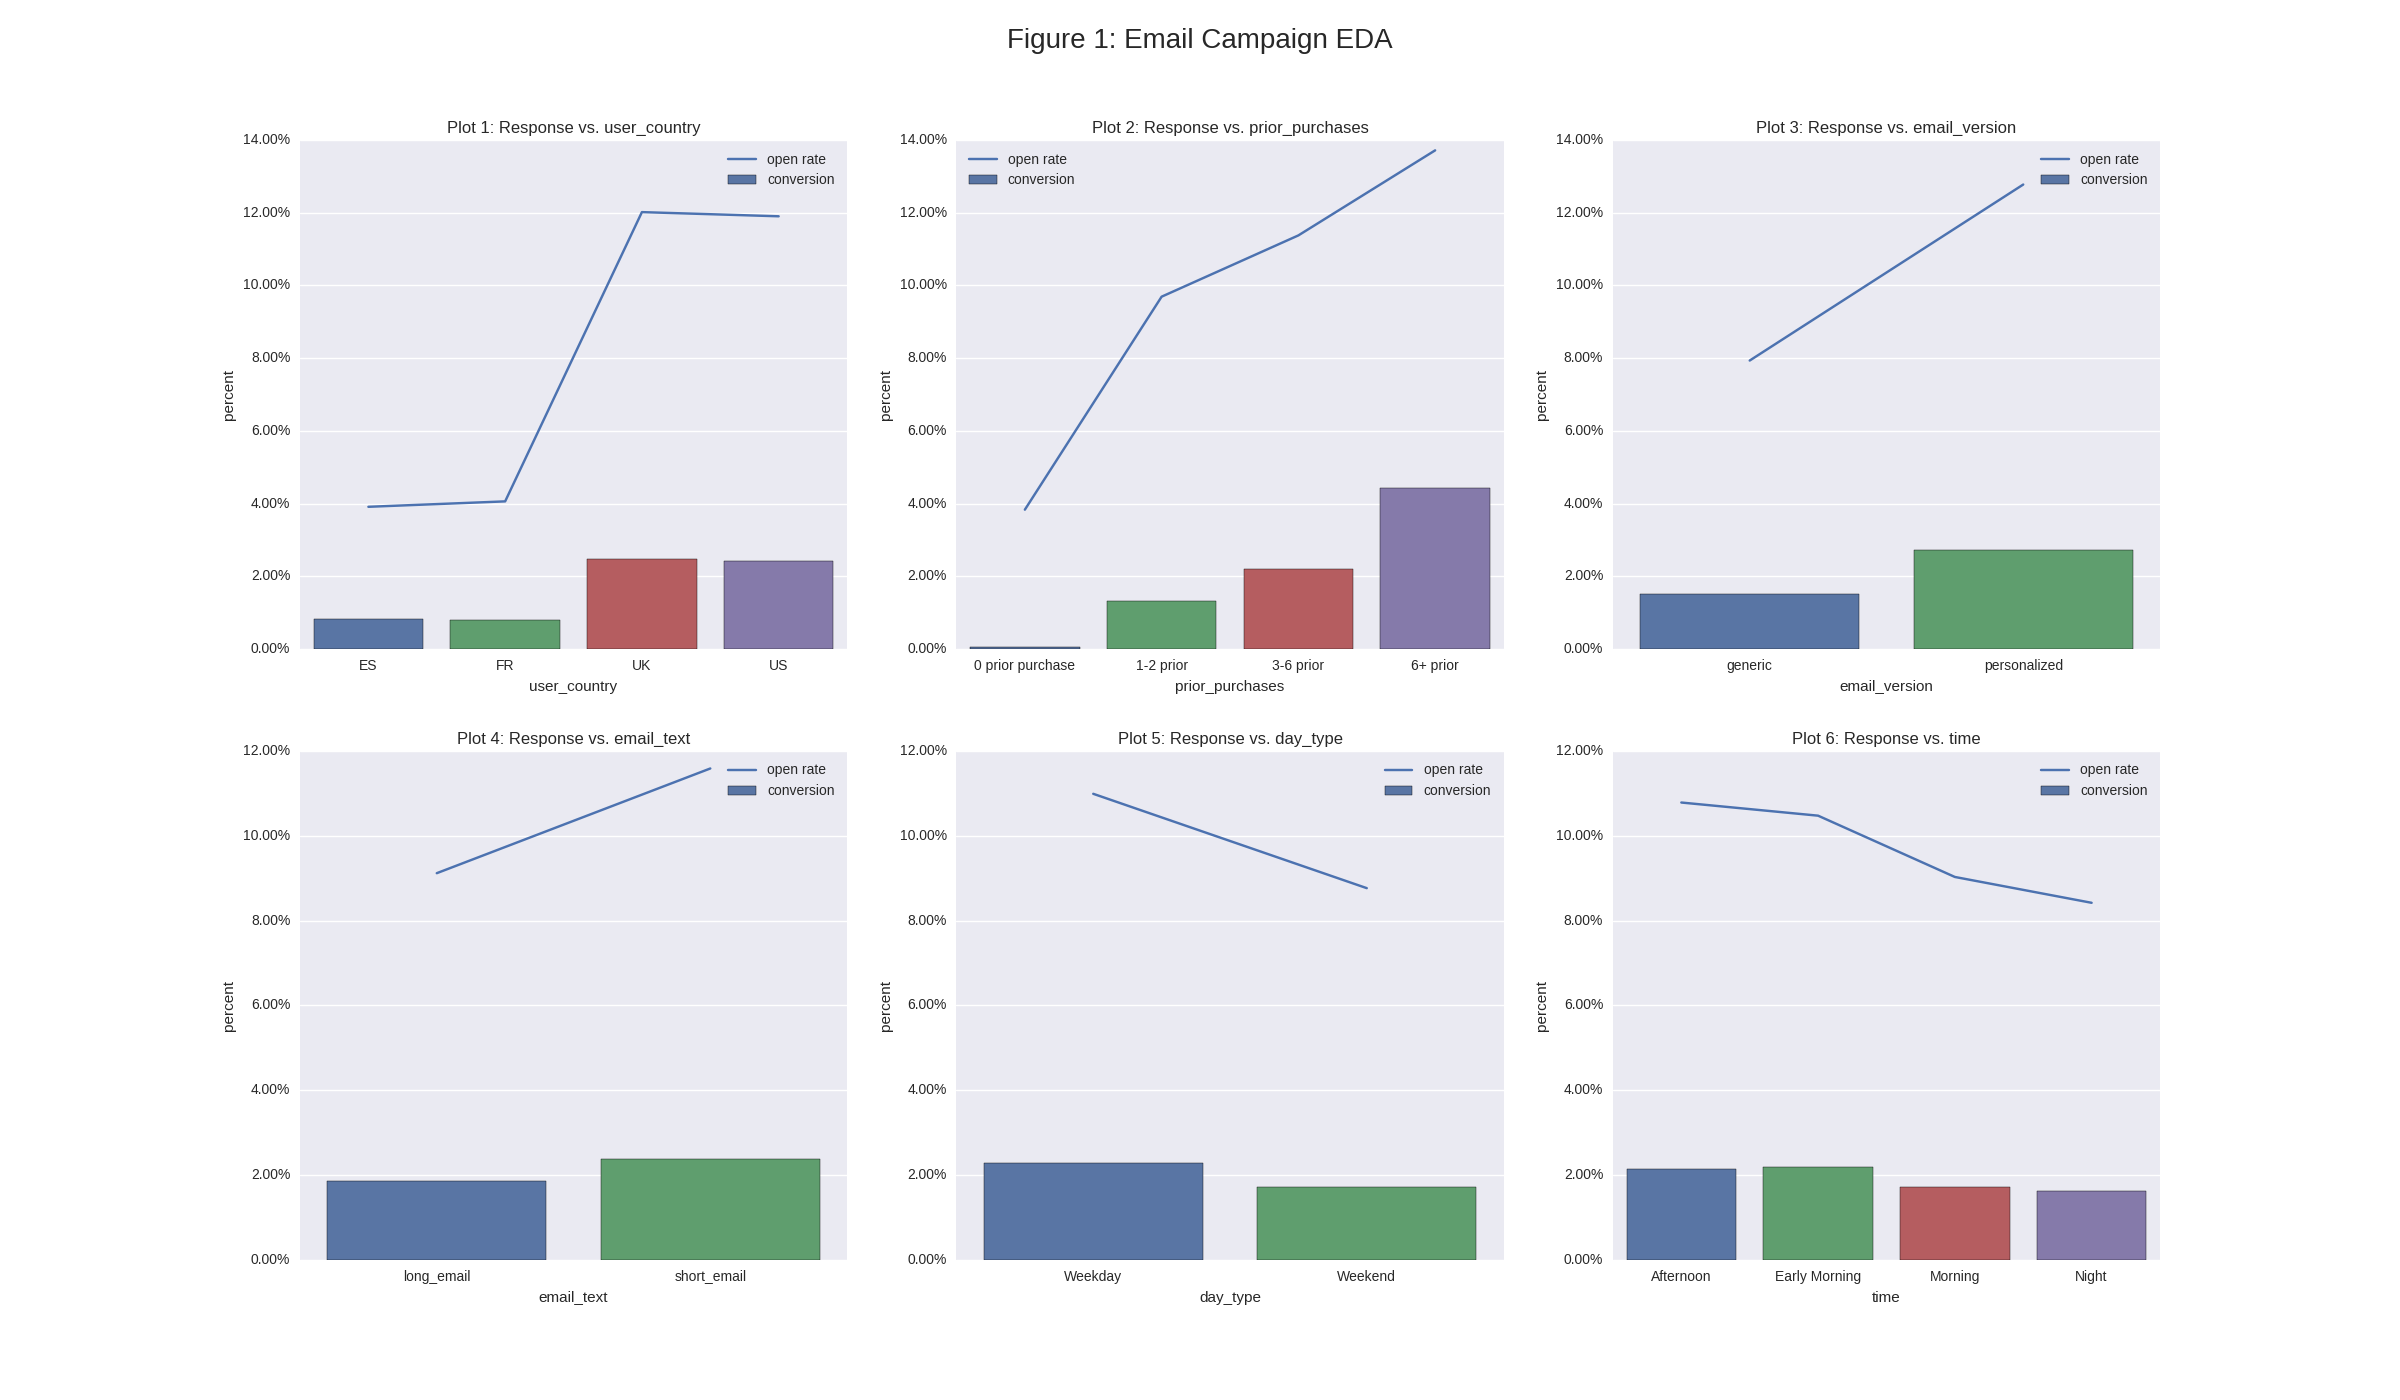 Figure 1: Email Campaign EDA
Plot 1: Response vs. user_country
14.00%
12.00%
10.00%
8.00%
6.00%
4.00%
2.00%
0.00%
percent
open rate
conversion
ES FR UK US
user_country
Plot 2: Response vs. prior_purchases
14.00%
12.00%
10.00%
8.00%
6.00%
4.00%
2.00%
0.00%
percent
open rate
conversion
0 prior purchase 1-2 prior 3-6 prior 6+ prior
prior_purchases
Plot 3: Response vs. email_version
14.00%
12.00%
10.00%
8.00%
6.00%
4.00%
2.00%
0.00%
percent
open rate
conversion
generic personalized
email_version
Plot 4: Response vs. email_text
12.00%
10.00%
8.00%
6.00%
4.00%
2.00%
0.00%
percent
open rate
conversion
long_email short_email
email_text
Plot 5: Response vs. day_type
12.00%
10.00%
8.00%
6.00%
4.00%
2.00%
0.00%
percent
open rate
conversion
Weekday Weekend
day_type
Plot 6: Response vs. time
12.00%
10.00%
8.00%
6.00%
4.00%
2.00%
0.00%
percent
open rate
conversion
Afternoon Early Morning Morning Night
time